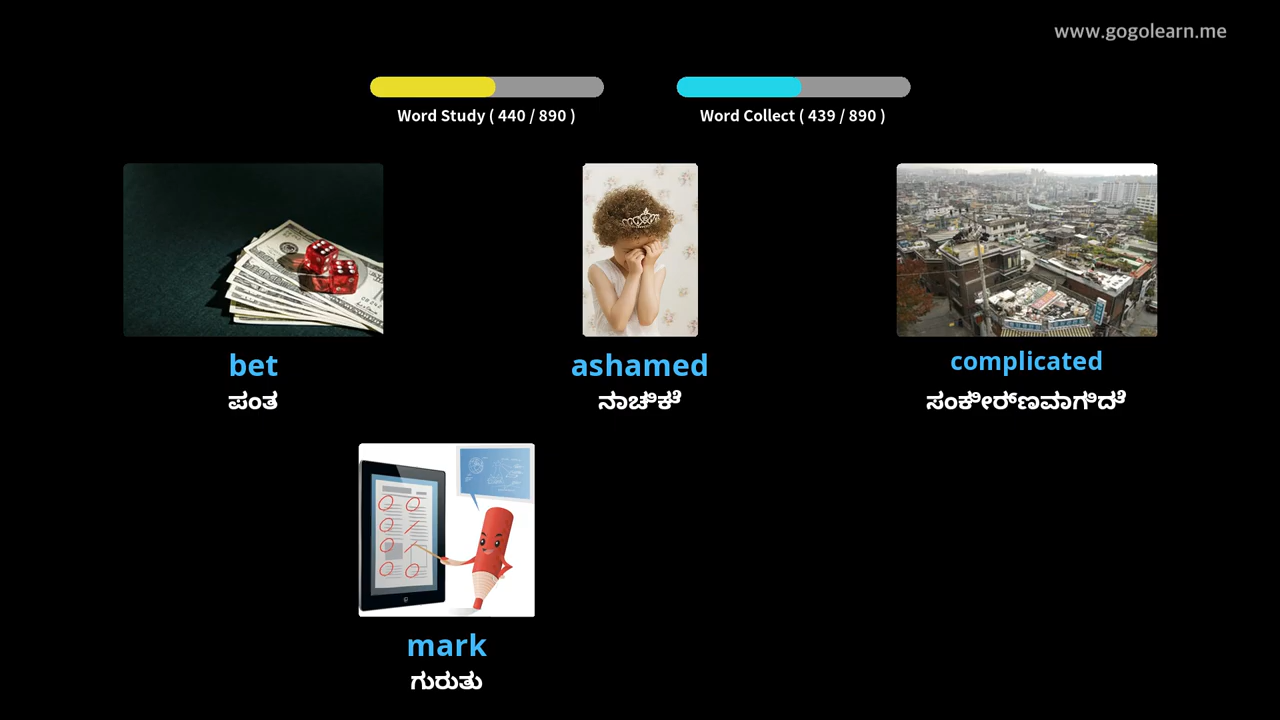 www.gogolearn.me
Word Study ( 440 / 890 )
Word Collect ( 439 / 890 )
bet
ಪಂತ
ashamed
ನಾಚಿಕೆ
complicated
ಸಂಕೀರ್ಣವಾಗಿದೆ
mark
ಗುರುತು